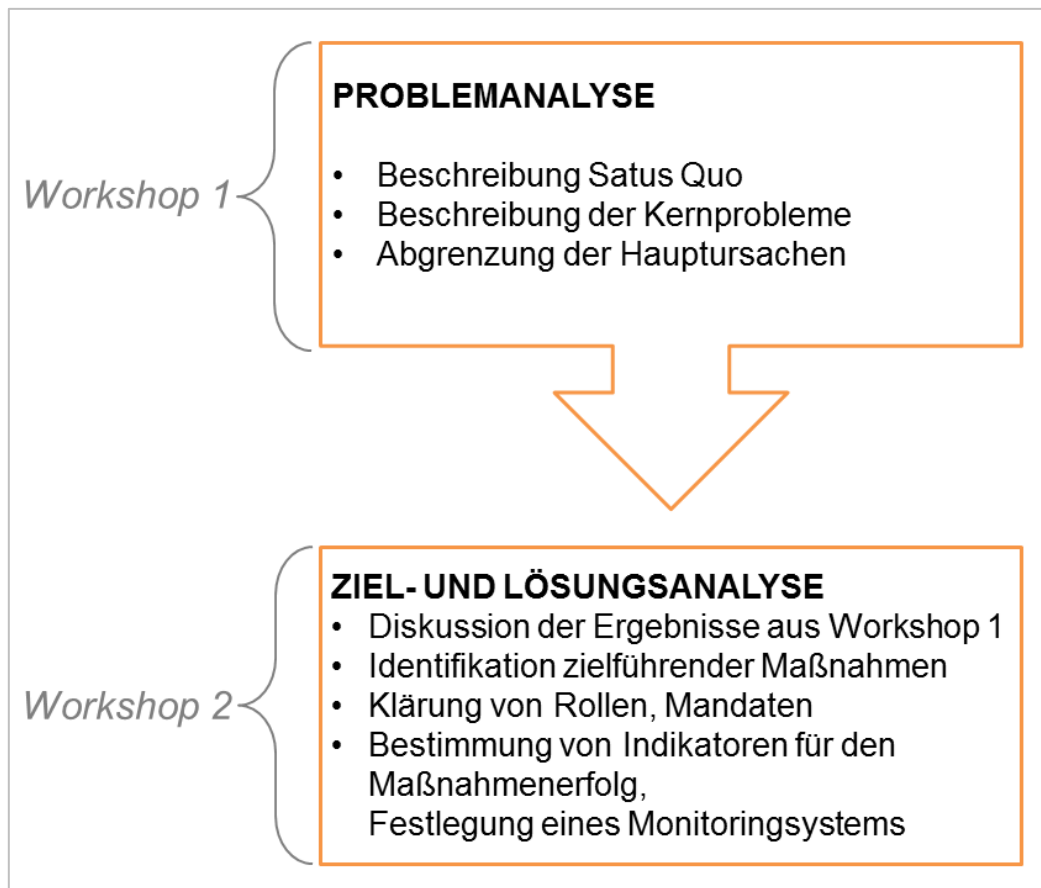 Workshop 1
PROBLEMANALYSE
• Beschreibung Satus Quo
• Beschreibung der Kernprobleme
• Abgrenzung der Hauptursachen
Workshop 2
ZIEL- UND LÖSUNGSANALYSE
• Diskussion der Ergebnisse aus Workshop 1
• Identifikation zielführender Maßnahmen
• Klärung von Rollen, Mandaten
• Bestimmung von Indikatoren für den
Maßnahmenerfolg,
Festlegung eines Monitoringsystems